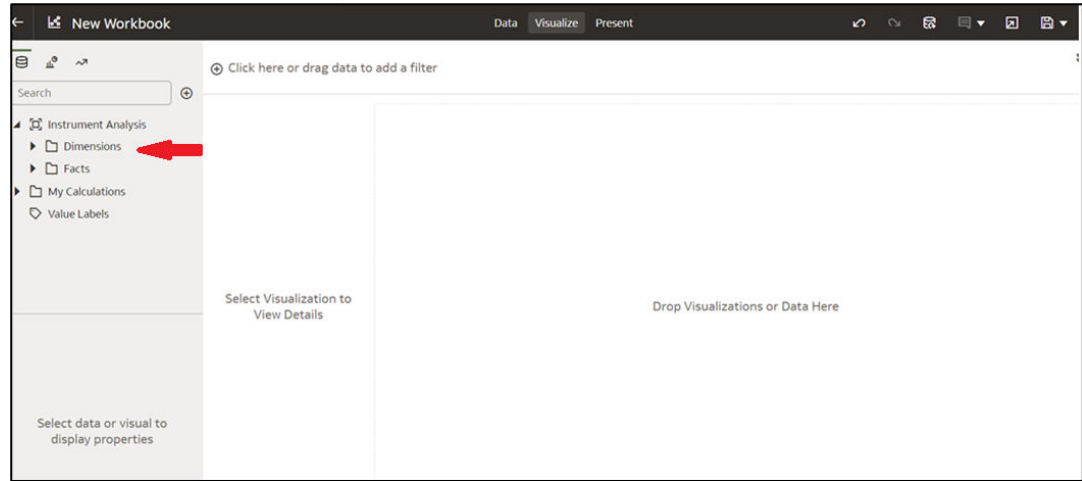 New Workbook
Data Visualize Present
Click here or drag data to add a filter
Search
Instrument Analysis
Dimensions
Facts
My Calculations
Value Labels
Select Visualization to
View Details
Drop Visualizations or Data Here
Select data or visual to
display properties